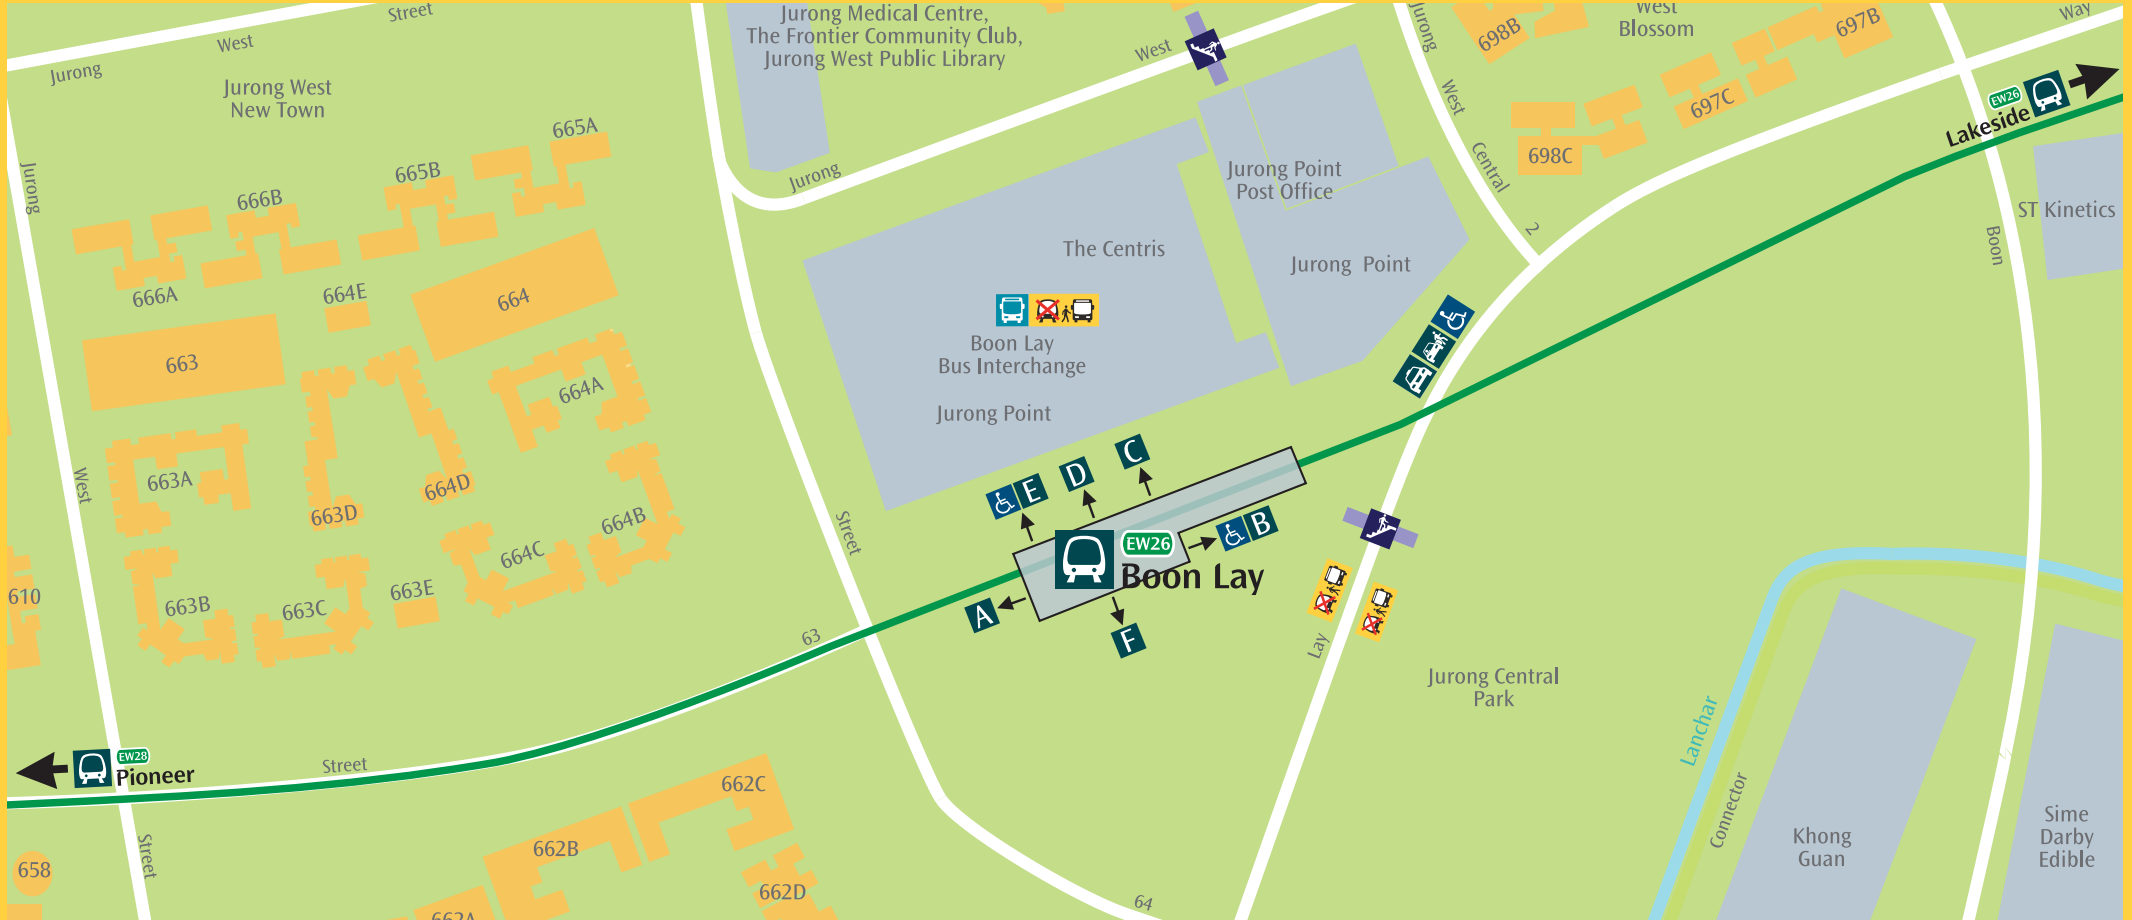 Street
West
Jurong
Jurong West
New Town
Jurong Medical Centre,
The Frontier Community Club,
Jurong West Public Library
West
Jurong
Jurong
West
Central
2
698B
West
Blossom
697B
Way
697C
698C
EW26
Lakeside
ST Kinetics
Boon
Jurong
West
Street
665A
665B
666B
666A
664E
664
663
664A
663A
663D
664D
664B
664C
663E
663B
663C
610
Jurong Point
Post Office
The Centris
Jurong Point
Boon Lay
Bus Interchange
Jurong Point
Street
64
C
D
E
B
EW26
Boon Lay
A
F
63
Street
Lay
Jurong Central
Park
Lanchar
Connector
Khong
Guan
Sime
Darby
Edible
EW28
Pioneer
662C
662B
662D
662A
658